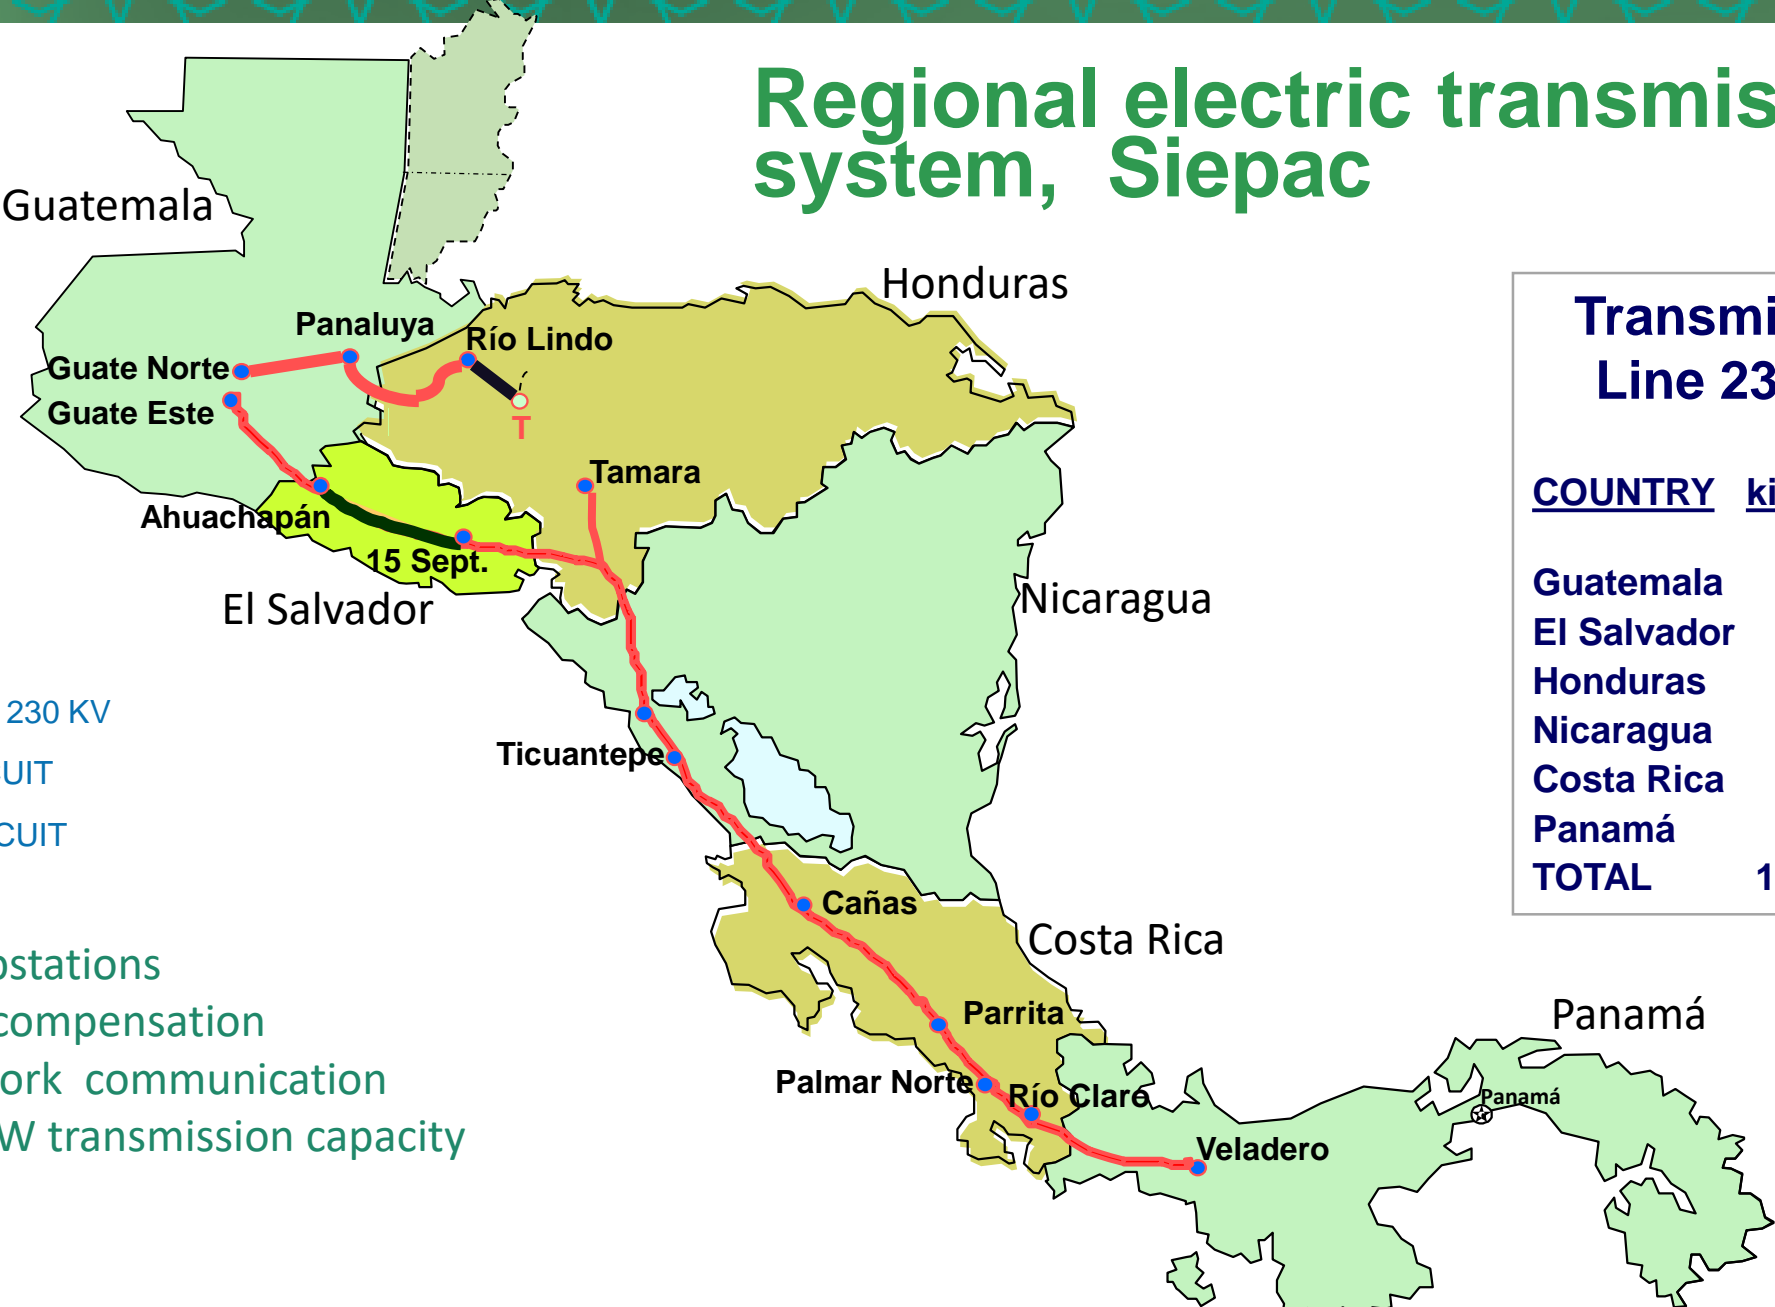 Regional electric transmis
system, Siepac
Guatemala
Honduras
Panaluya
Río Lindo
Guate Norte
Guate Este
T
Tamara
Ahuachapán
15 Sept.
El Salvador
Nicaragua
Ticuantepe
Cañas
Costa Rica
Parrita
Palmar Norte
Río Claro
Veladero
Panamá
Panamá
230 KV
UIT
CUIT
ostations
compensation
ork communication
W transmission capacity
Transmi
Line 23
COUNTRY ki
Guatemala
El Salvador
Honduras
Nicaragua
Costa Rica
Panamá
TOTAL 1